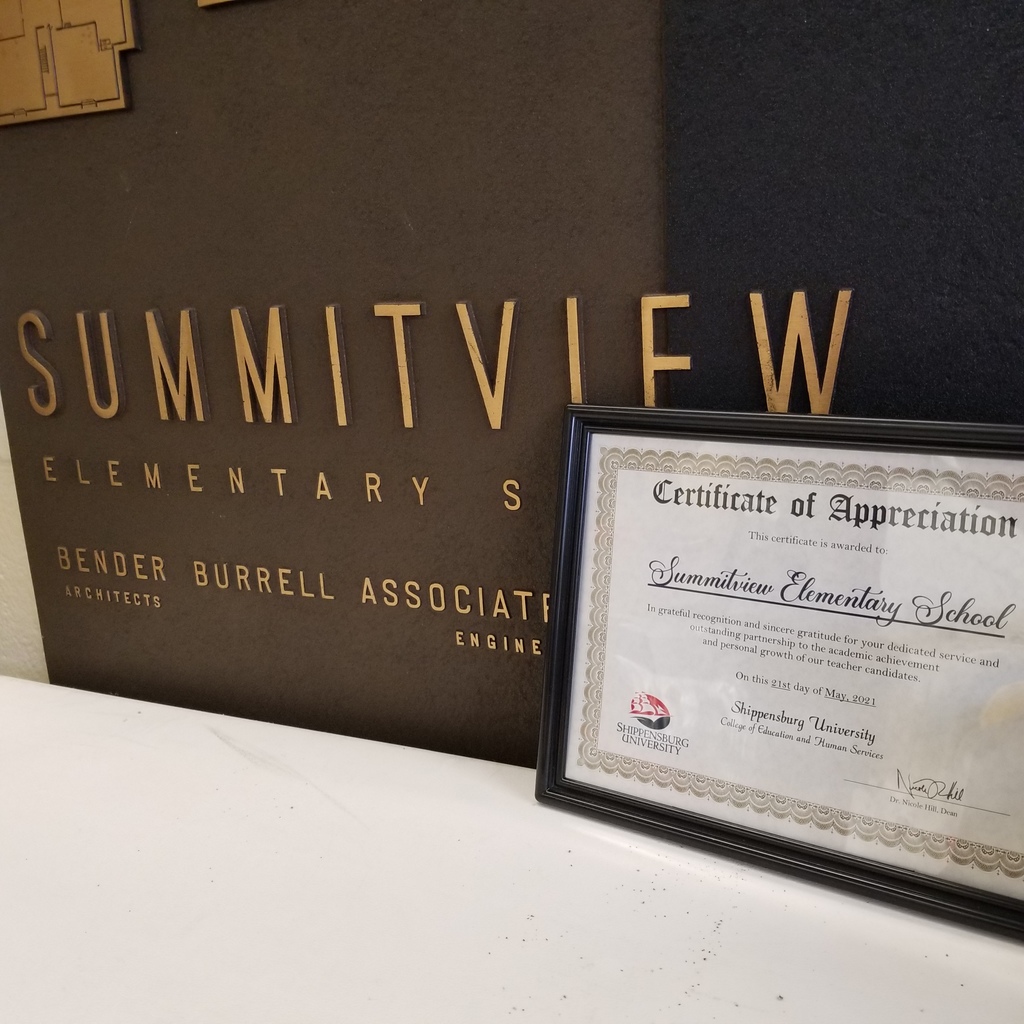 SUMMITVIEW
ELEMENTARY S
BENDER BURRELL ASSOCIATE
ARCHITECTS
ENGINE
Certificate of Appreciation
This certificate is awarded to:
Summitview Elementary School
In grateful recognition and sincere gratitude for your dedicated service and
outstanding partnership to the academic achievement
and personal growth of our teacher candidates.
On this 21st day of May, 2021
Shippensburg University
College of Education and Human Services
SHIPPENSBURG
UNIVERSITY
Nicole R Hill
Dr. Nicole Hill, Dean